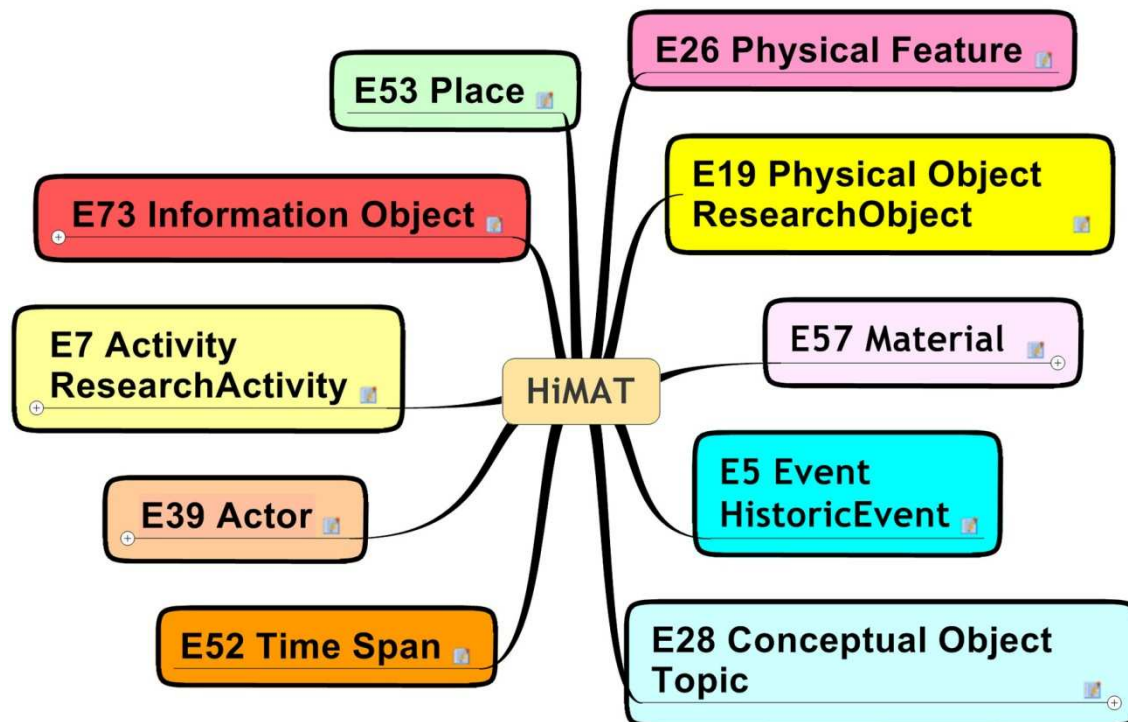 E26 Physical Feature
E53 Place
E19 Physical Object
ResearchObject
E73 Information Object
E7 Activity
ResearchActivity
E57 Material
HiMAT
E5 Event
HistoricEvent
E39 Actor
E52 Time Span
E28 Conceptual Object
Topic